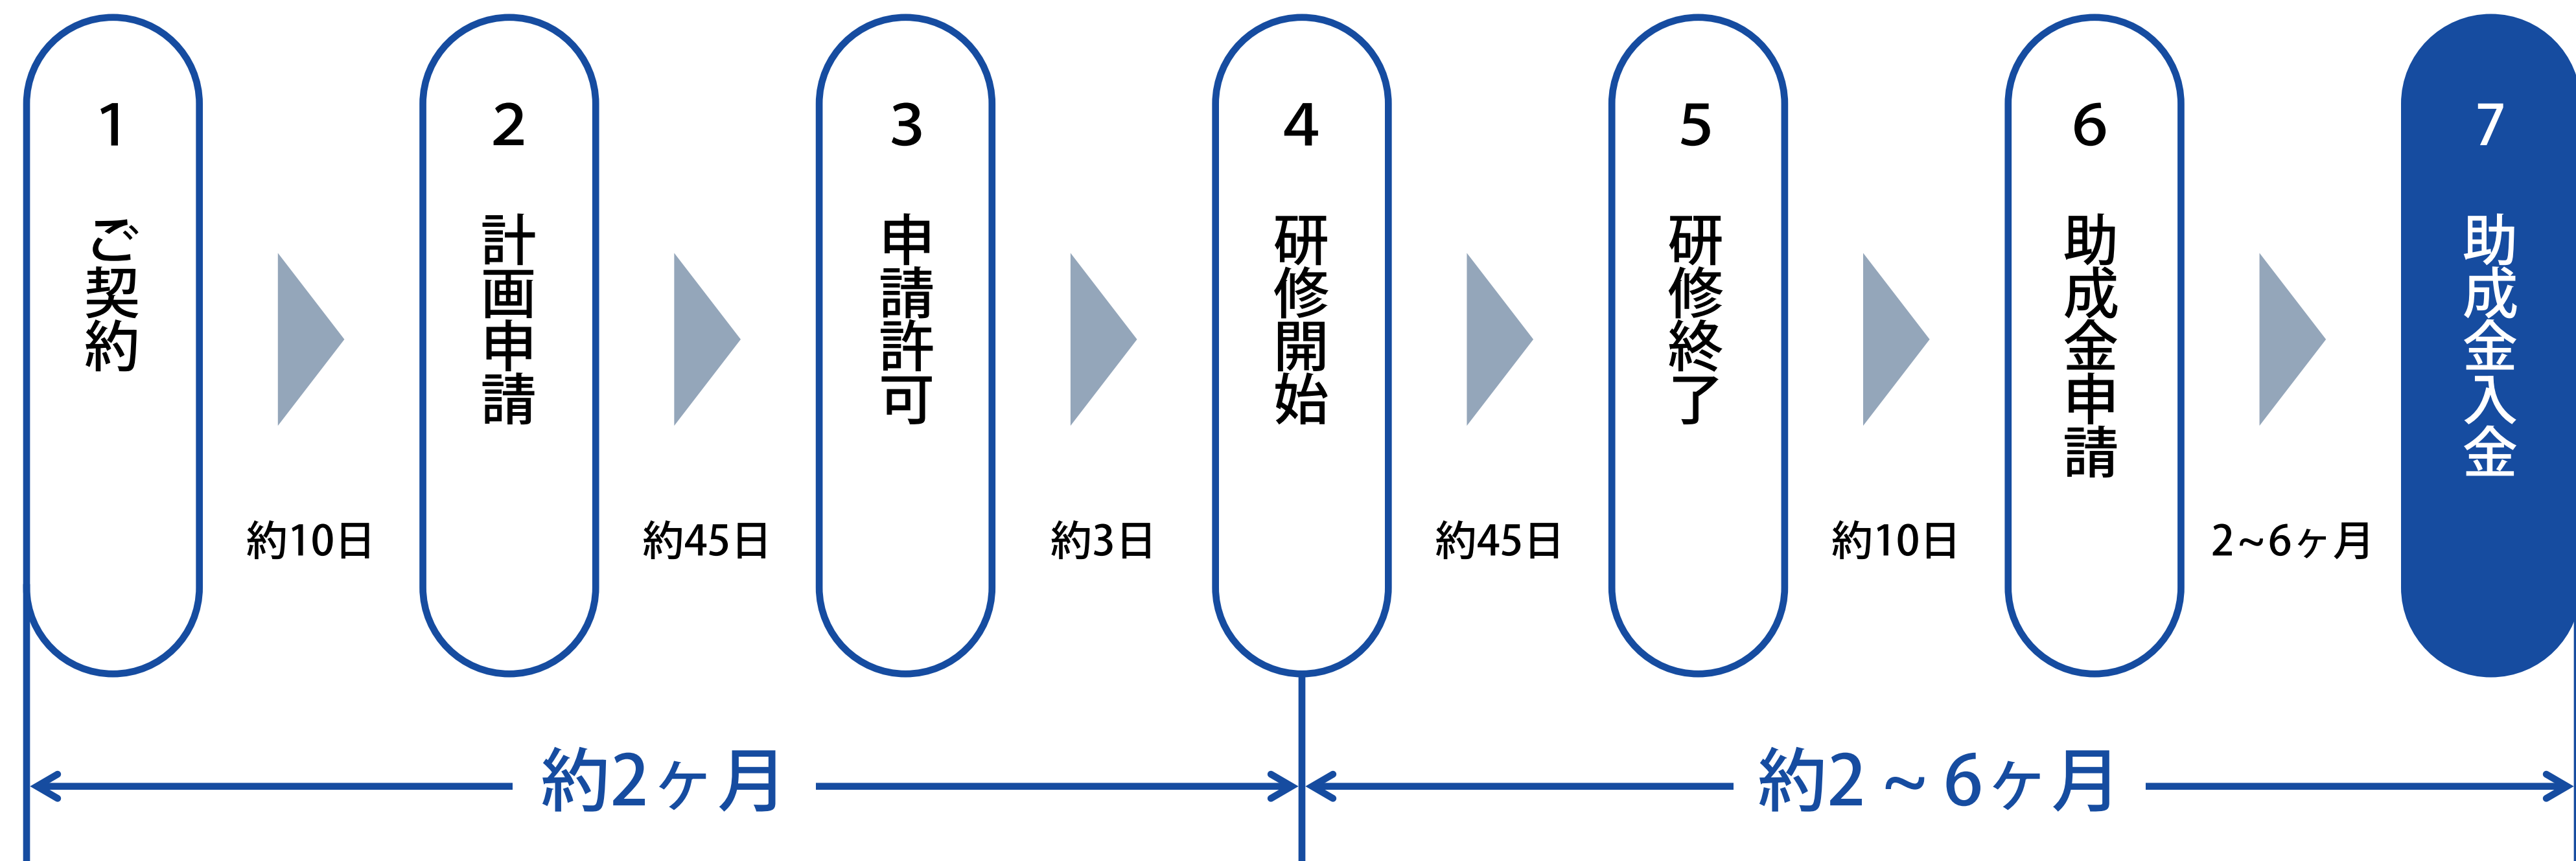 1 ご契約
約10日
2 計画申請
約45日
3 申請許可
約3日
4 研修開始
約45日
5 研修終了
約10日
6 助成金申請
2~6ヶ月
7 助成金入金
約2ヶ月
約2 ~ 6ヶ月